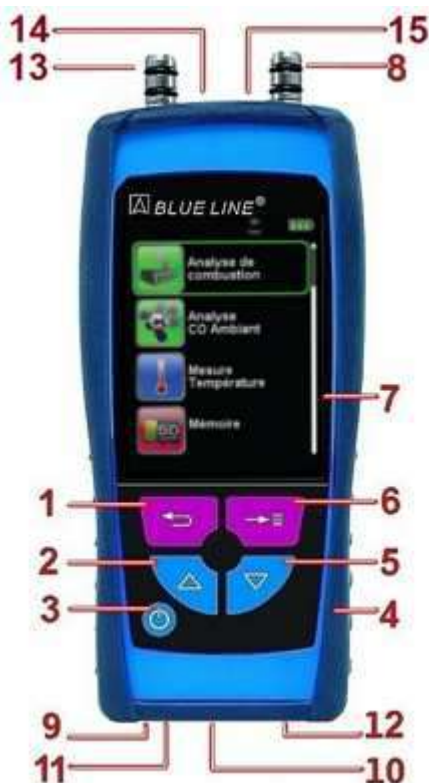 14 15
13 8
BLUE LINE®
Analyse de
combustion
Analyse
CO Ambiant
Mesure
Température
7
Mémoire
SD
1 6
2 5
3 4
9 12
11 10